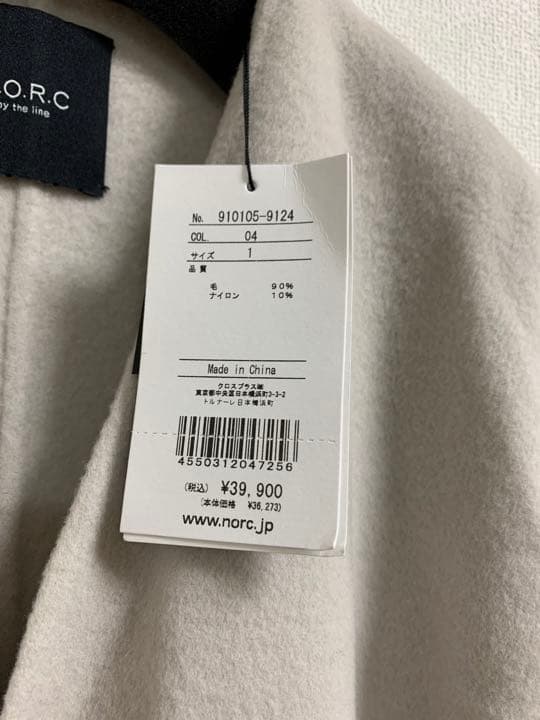 .O.R.C
by the line
No. 910105-9124
COL. 04
サイズ 1
品質
毛 90%
ナイロン 10%
Made in China
クロスプラス㈱
東京都中央区日本橋浜町3-3-2
トルナーレ日本橋浜町
4550312047256
(税込) ¥39,900
(本体価格 ¥36,273)
www.norc.jp